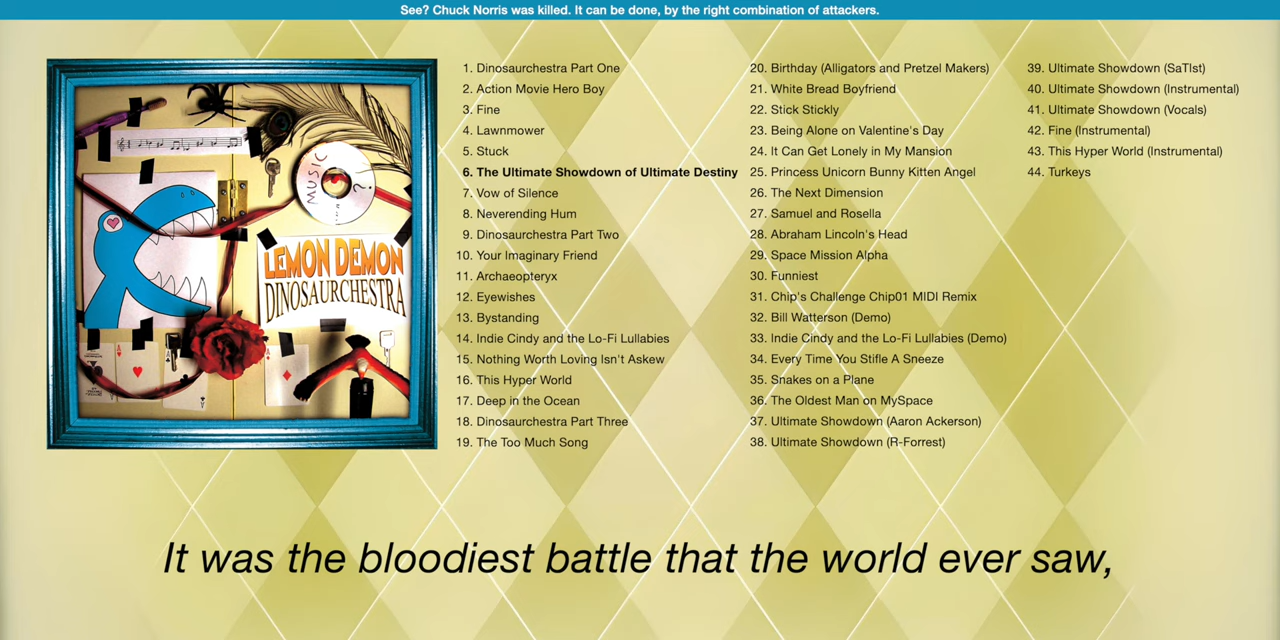 See? Chuck Norris was killed. It can be done, by the right combination of attackers.
MUSIC
LEMON DEMON
DINOSAURCHESTRA
1. Dinosaurchestra Part One
2. Action Movie Hero Boy
3. Fine
4. Lawnmower
5. Stuck
6. The Ultimate Showdown of Ultimate Destiny
7. Vow of Silence
8. Neverending Hum
9. Dinosaurchestra Part Two
10. Your Imaginary Friend
11. Archaeopteryx
12. Eyewishes
13. Bystanding
14. Indie Cindy and the Lo-Fi Lullabies
15. Nothing Worth Loving Isn't Askew
16. This Hyper World
17. Deep in the Ocean
18. Dinosaurchestra Part Three
19. The Too Much Song
20. Birthday (Alligators and Pretzel Makers)
21. White Bread Boyfriend
22. Stick Stickly
23. Being Alone on Valentine's Day
24. It Can Get Lonely in My Mansion
25. Princess Unicorn Bunny Kitten Angel
26. The Next Dimension
27. Samuel and Rosella
28. Abraham Lincoln's Head
29. Space Mission Alpha
30. Funniest
31. Chip's Challenge Chip01 MIDI Remix
32. Bill Watterson (Demo)
33. Indie Cindy and the Lo-Fi Lullabies (Demo)
34. Every Time You Stifle A Sneeze
35. Snakes on a Plane
36. The Oldest Man on MySpace
37. Ultimate Showdown (Aaron Ackerson)
38. Ultimate Showdown (R-Forrest)
39. Ultimate Showdown (SaTIst)
40. Ultimate Showdown (Instrumental)
41. Ultimate Showdown (Vocals)
42. Fine (Instrumental)
43. This Hyper World (Instrumental)
44. Turkeys
It was the bloodiest battle that the world ever saw,